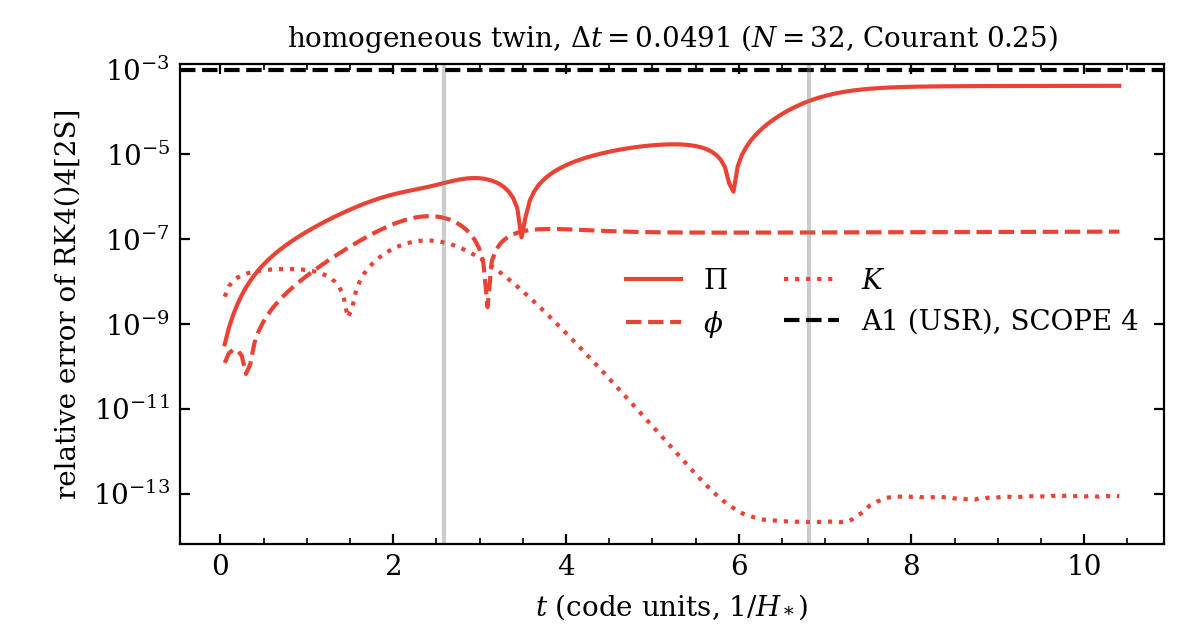 homogeneous twin, Δt = 0.0491 (N = 32, Courant 0.25)
relative error of RK4()4[2S]
10⁻³
10⁻⁵
10⁻⁷
10⁻⁹
10⁻¹¹
10⁻¹³
Π
ϕ
K
A1 (USR), SCOPE 4
0 2 4 6 8 10
t (code units, 1/H∗)